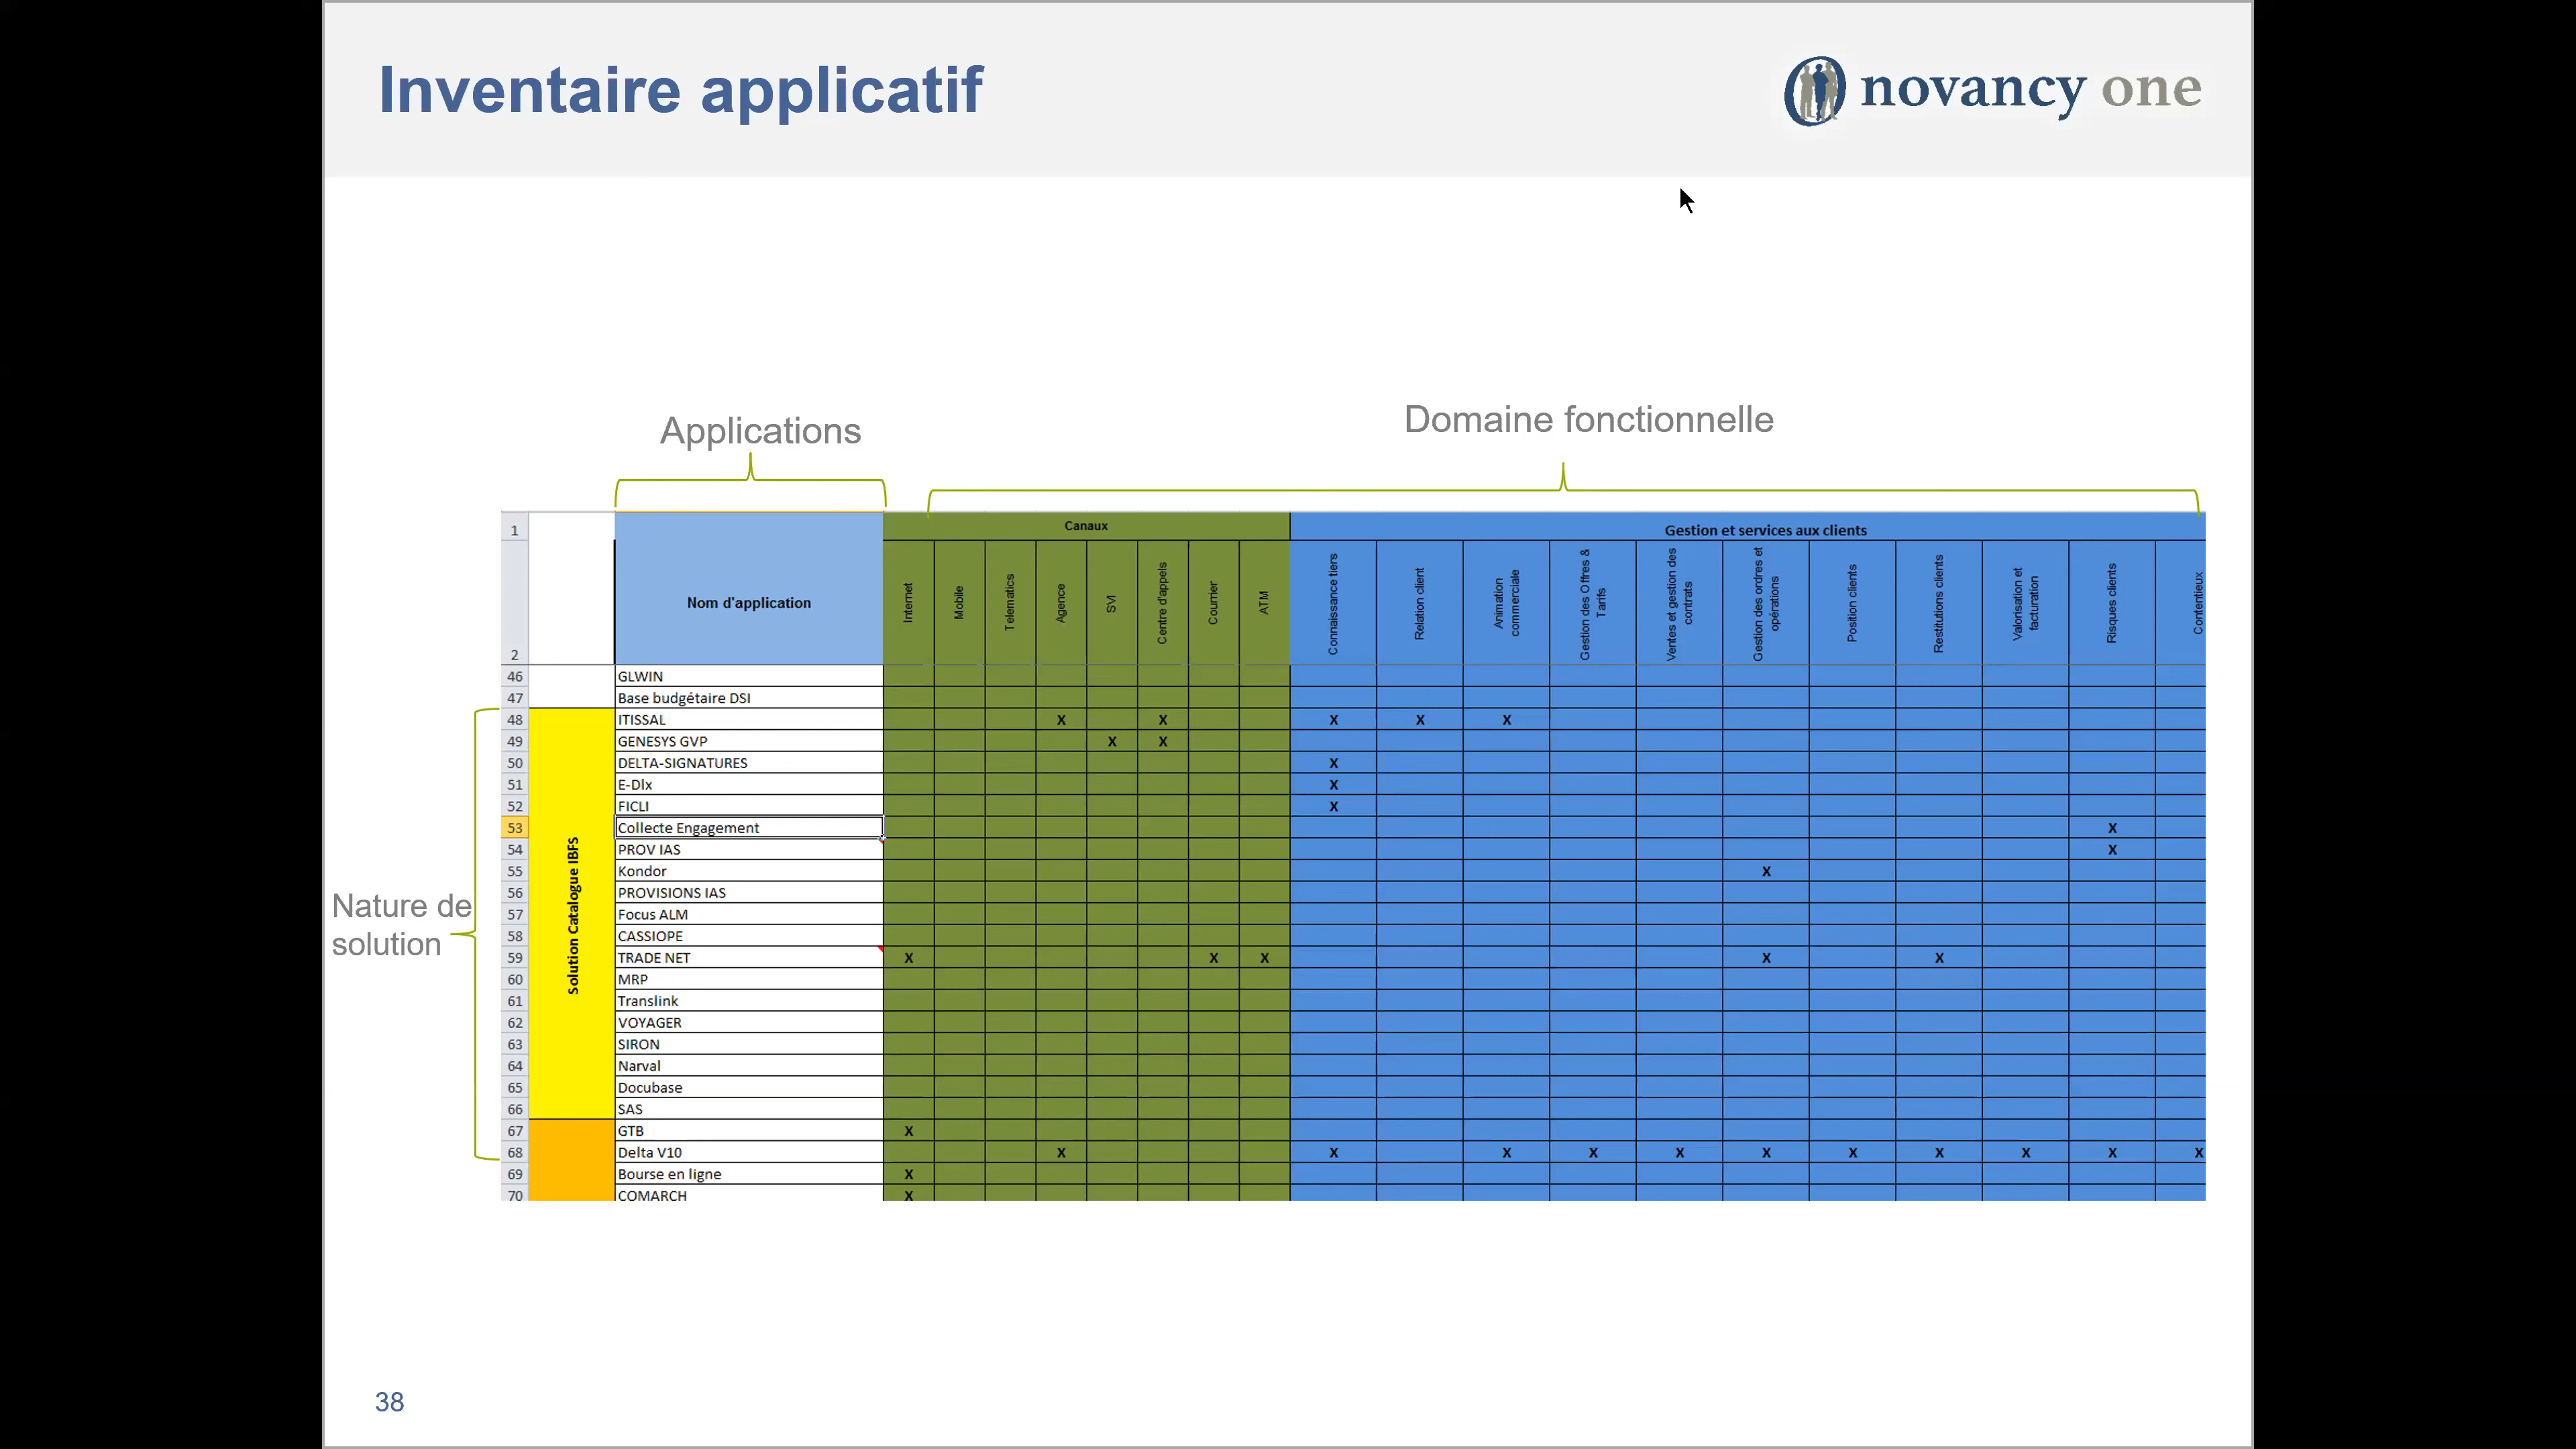 Inventaire applicatif
novancy one
Applications
Domaine fonctionnelle
1 Canaux Gestion et services aux clients
2 Nom d'application Internet Mobile Telematics Agence SVI Centre d'appels Courrier ATM Connaissance tiers Relation client Animation commerciale Gestion des Offres & Tarifs Ventes et gestion des contrats Gestion des ordres et opérations Position clients Restitutions clients Valorisation et facturation Risques clients Contentieux
46 GLWIN
47 Base budgétaire DSI
48 ITISSAL X X X X X
49 GENESYS GVP X X
50 DELTA-SIGNATURES X
51 E-Dlx X
52 FICLI X
53 Collecte Engagement X
54 PROV IAS X
55 Kondor X
56 PROVISIONS IAS
57 Focus ALM
58 CASSIOPE
59 TRADE NET X X X X X
60 MRP
61 Translink
62 VOYAGER
63 SIRON
64 Narval
65 Docubase
66 SAS
67 GTB X
68 Delta V10 X X X X X X X X X X X
69 Bourse en ligne X
70 COMARCH X
Solution Catalogue IBFS
Nature de
solution
38